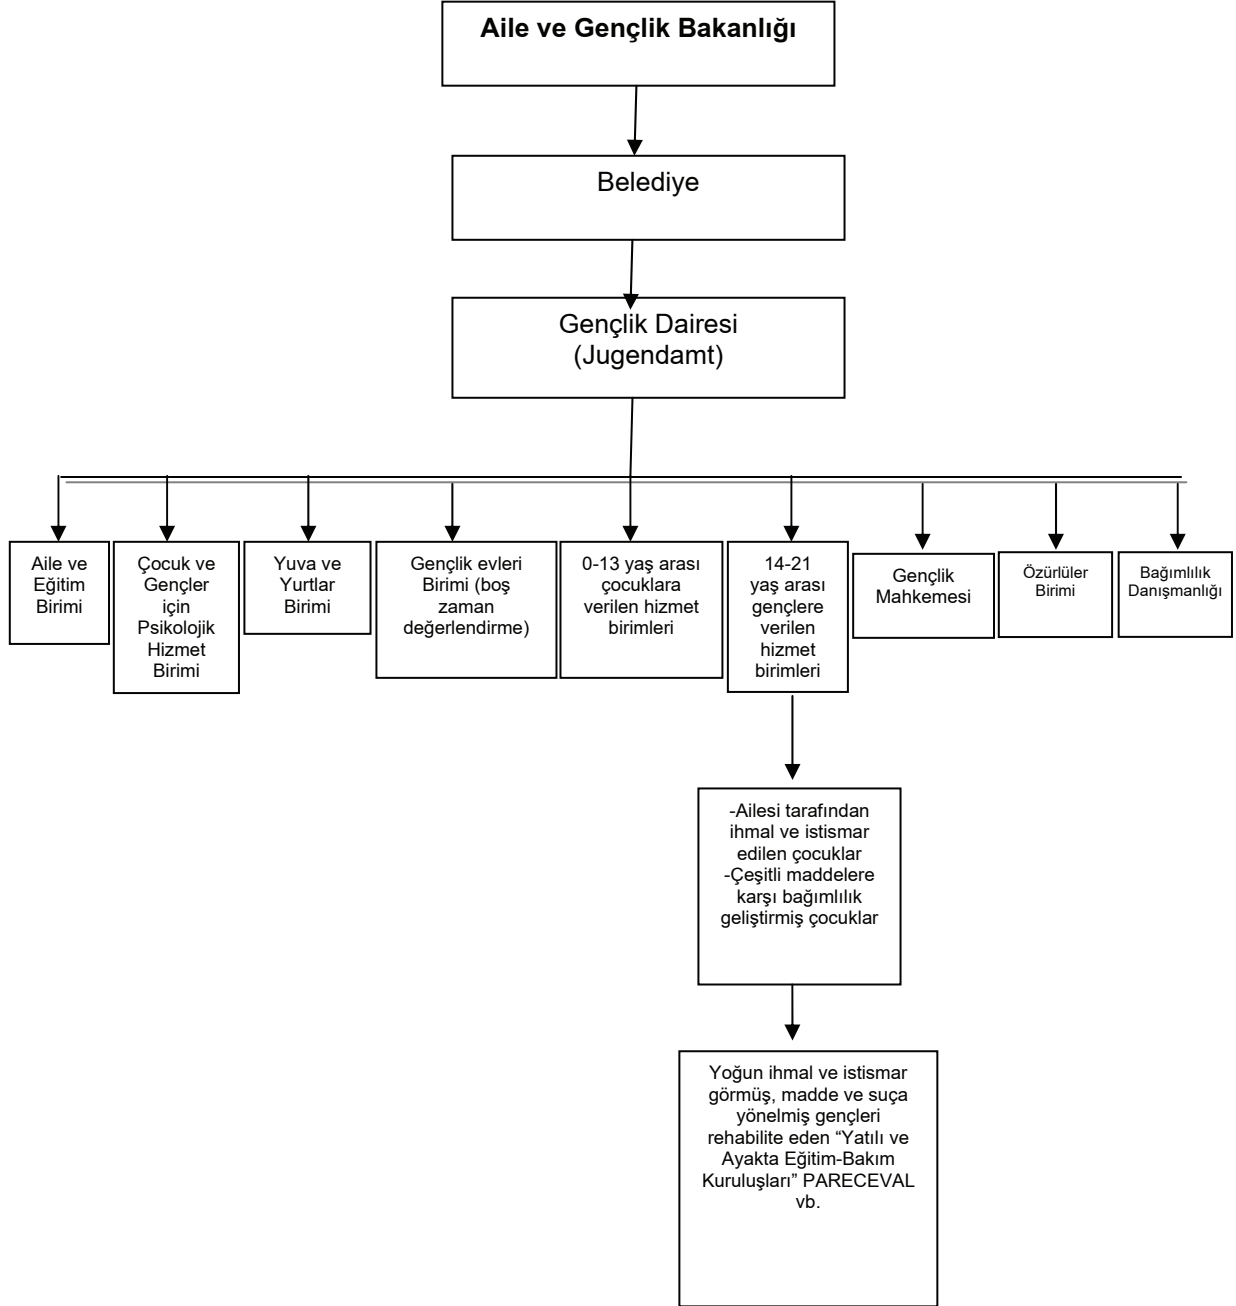 Aile ve Gençlik Bakanlığı
Belediye
Gençlik Dairesi
(Jugendamt)
Aile ve
Eğitim
Birimi
Çocuk ve
Gençler
için
Psikolojik
Hizmet
Birimi
Yuva ve
Yurtlar
Birimi
Gençlik evleri
Birimi (boş
zaman
değerlendirme)
0-13 yaş arası
çocuklara
verilen hizmet
birimleri
14-21
yaş arası
gençlere
verilen
hizmet
birimleri
Gençlik
Mahkemesi
Özürlüler
Birimi
Bağımlılık
Danışmanlığı
-Ailesi tarafından
ihmal ve istismar
edilen çocuklar
-Çeşitli maddelere
karşı bağımlılık
geliştirmiş çocuklar
Yoğun ihmal ve istismar
görmüş, madde ve suça
yönelmiş gençleri
rehabilite eden “Yatılı ve
Ayakta Eğitim-Bakım
Kuruluşları” PARECEVAL
vb.